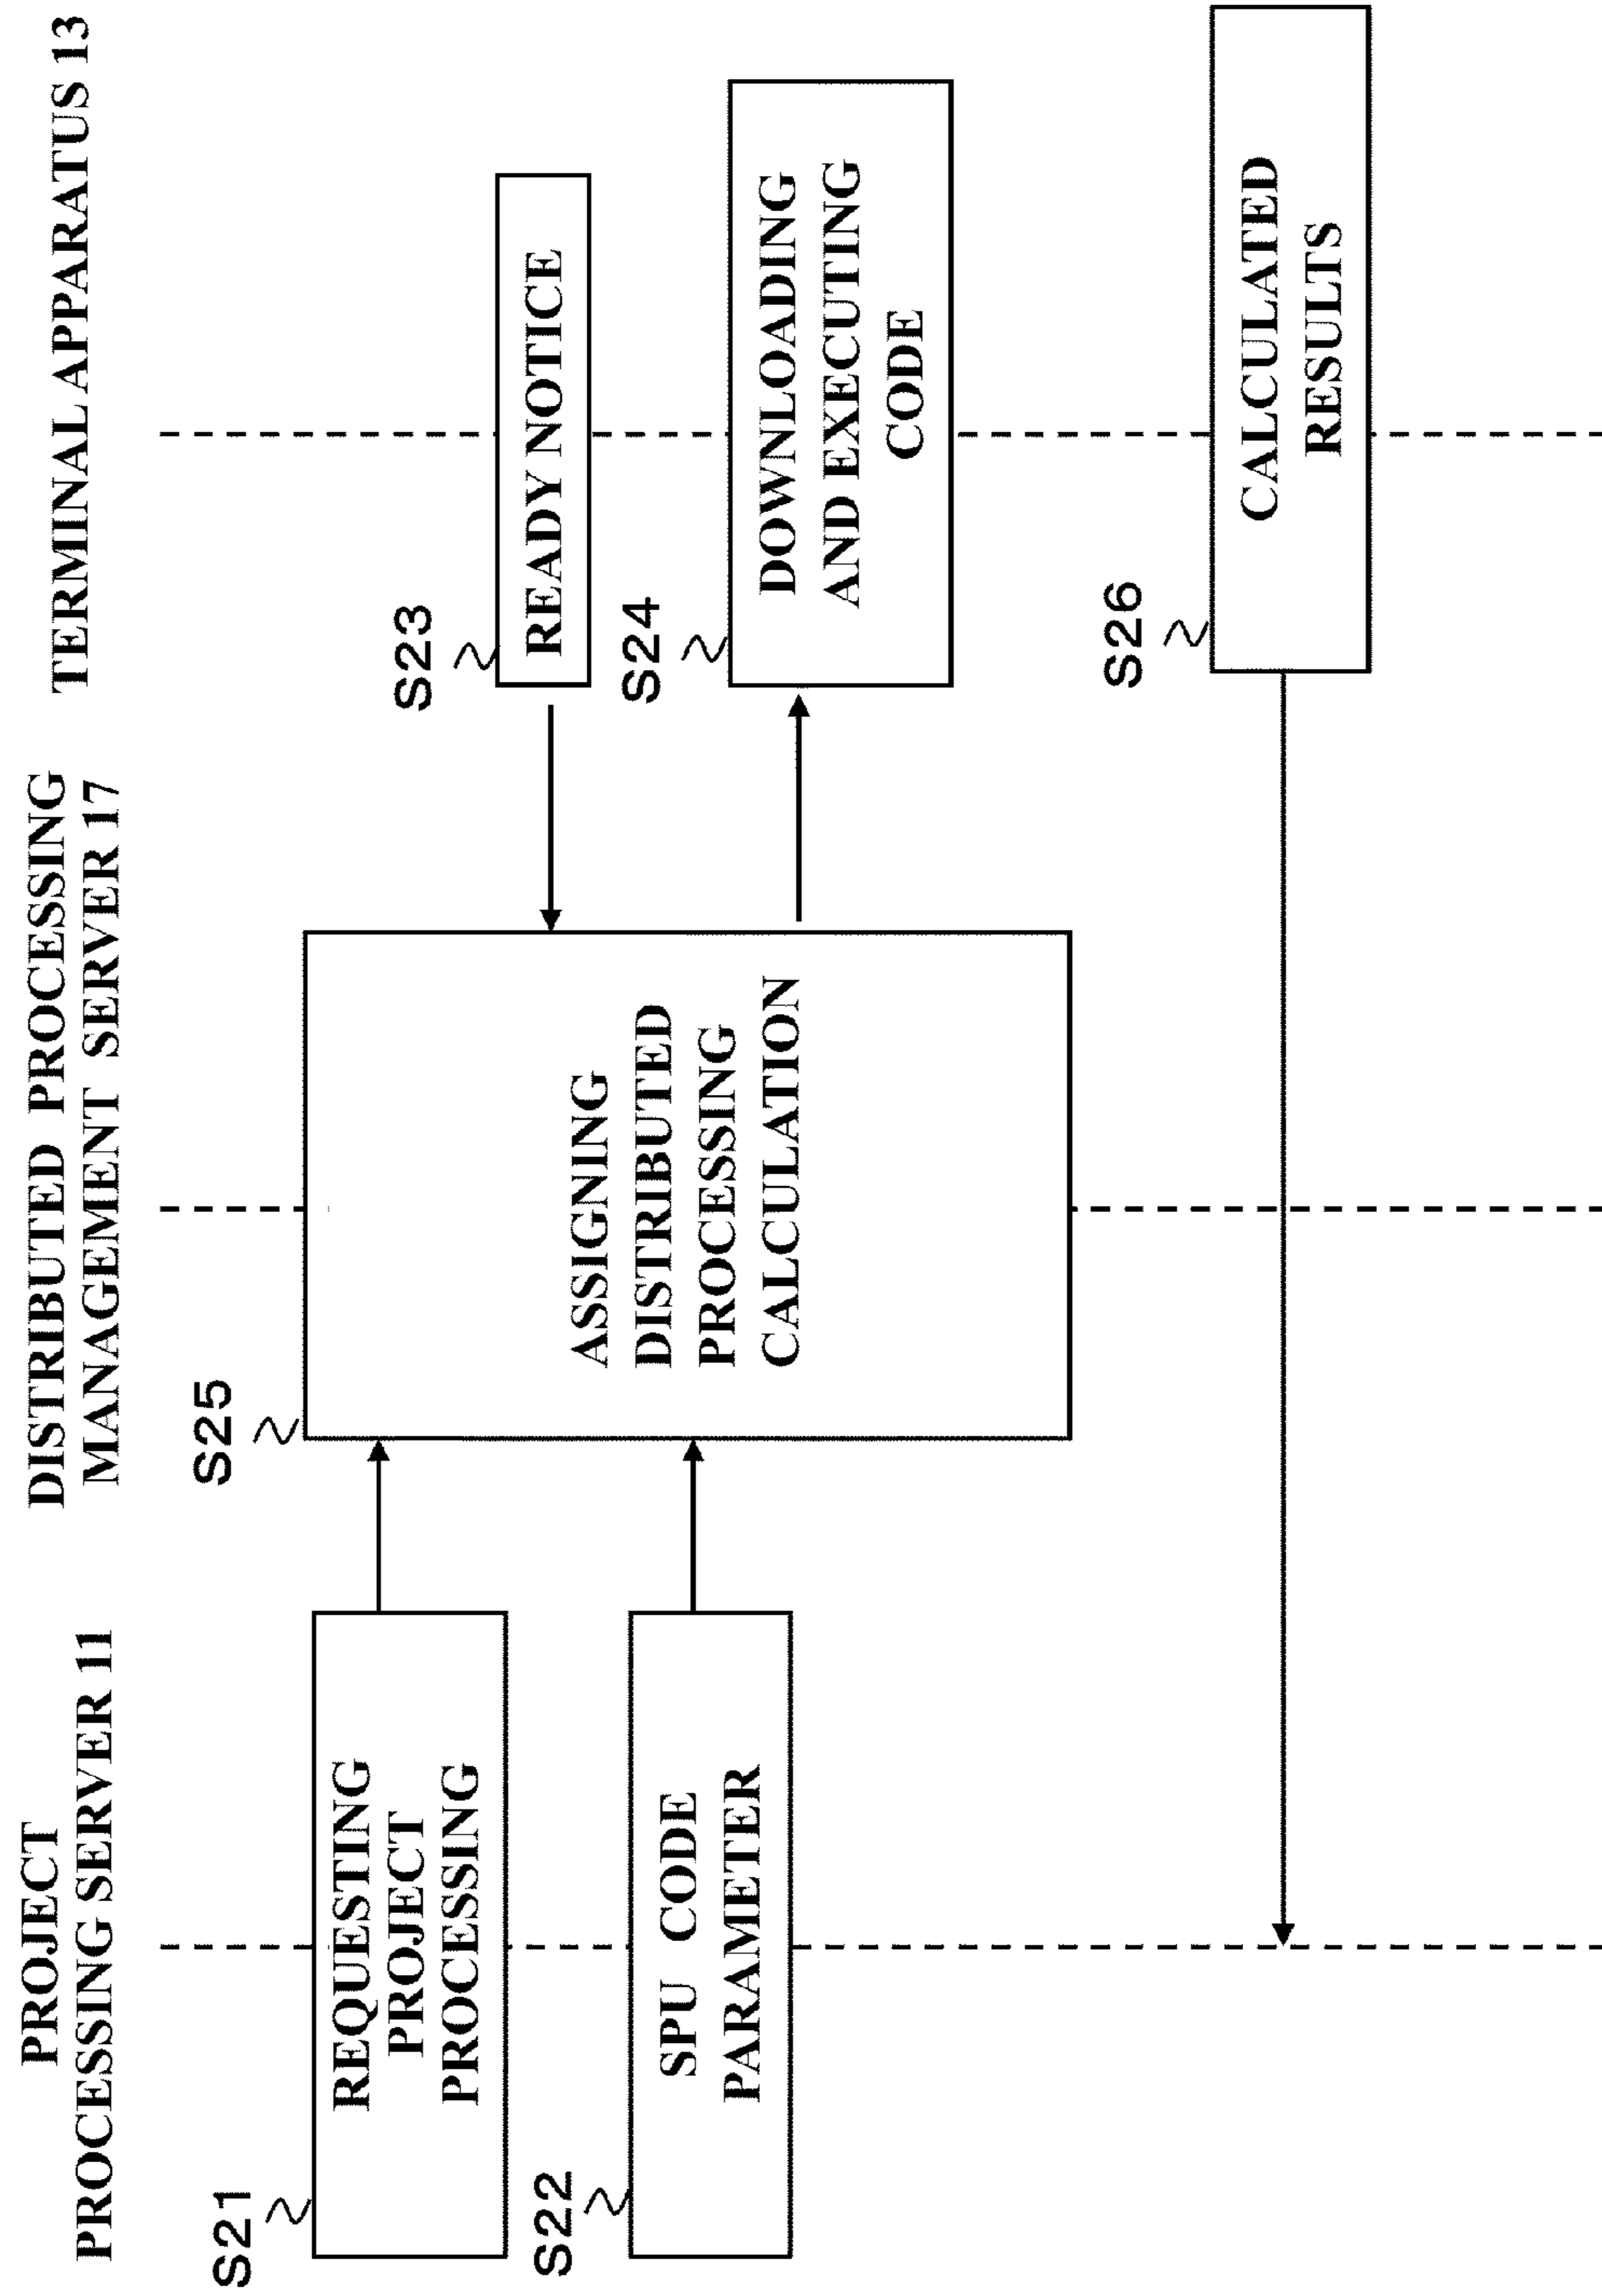 PROJECT
PROCESSING SERVER 11
DISTRIBUTED PROCESSING
MANAGEMENT SERVER 17
TERMINAL APPARATUS 13
S21
REQUESTING
PROJECT
PROCESSING
S22
SPU CODE
PARAMETER
S25
ASSIGNING
DISTRIBUTED
PROCESSING
CALCULATION
S23
READY NOTICE
S24
DOWNLOADING
AND EXECUTING
CODE
S26
CALCULATED
RESULTS